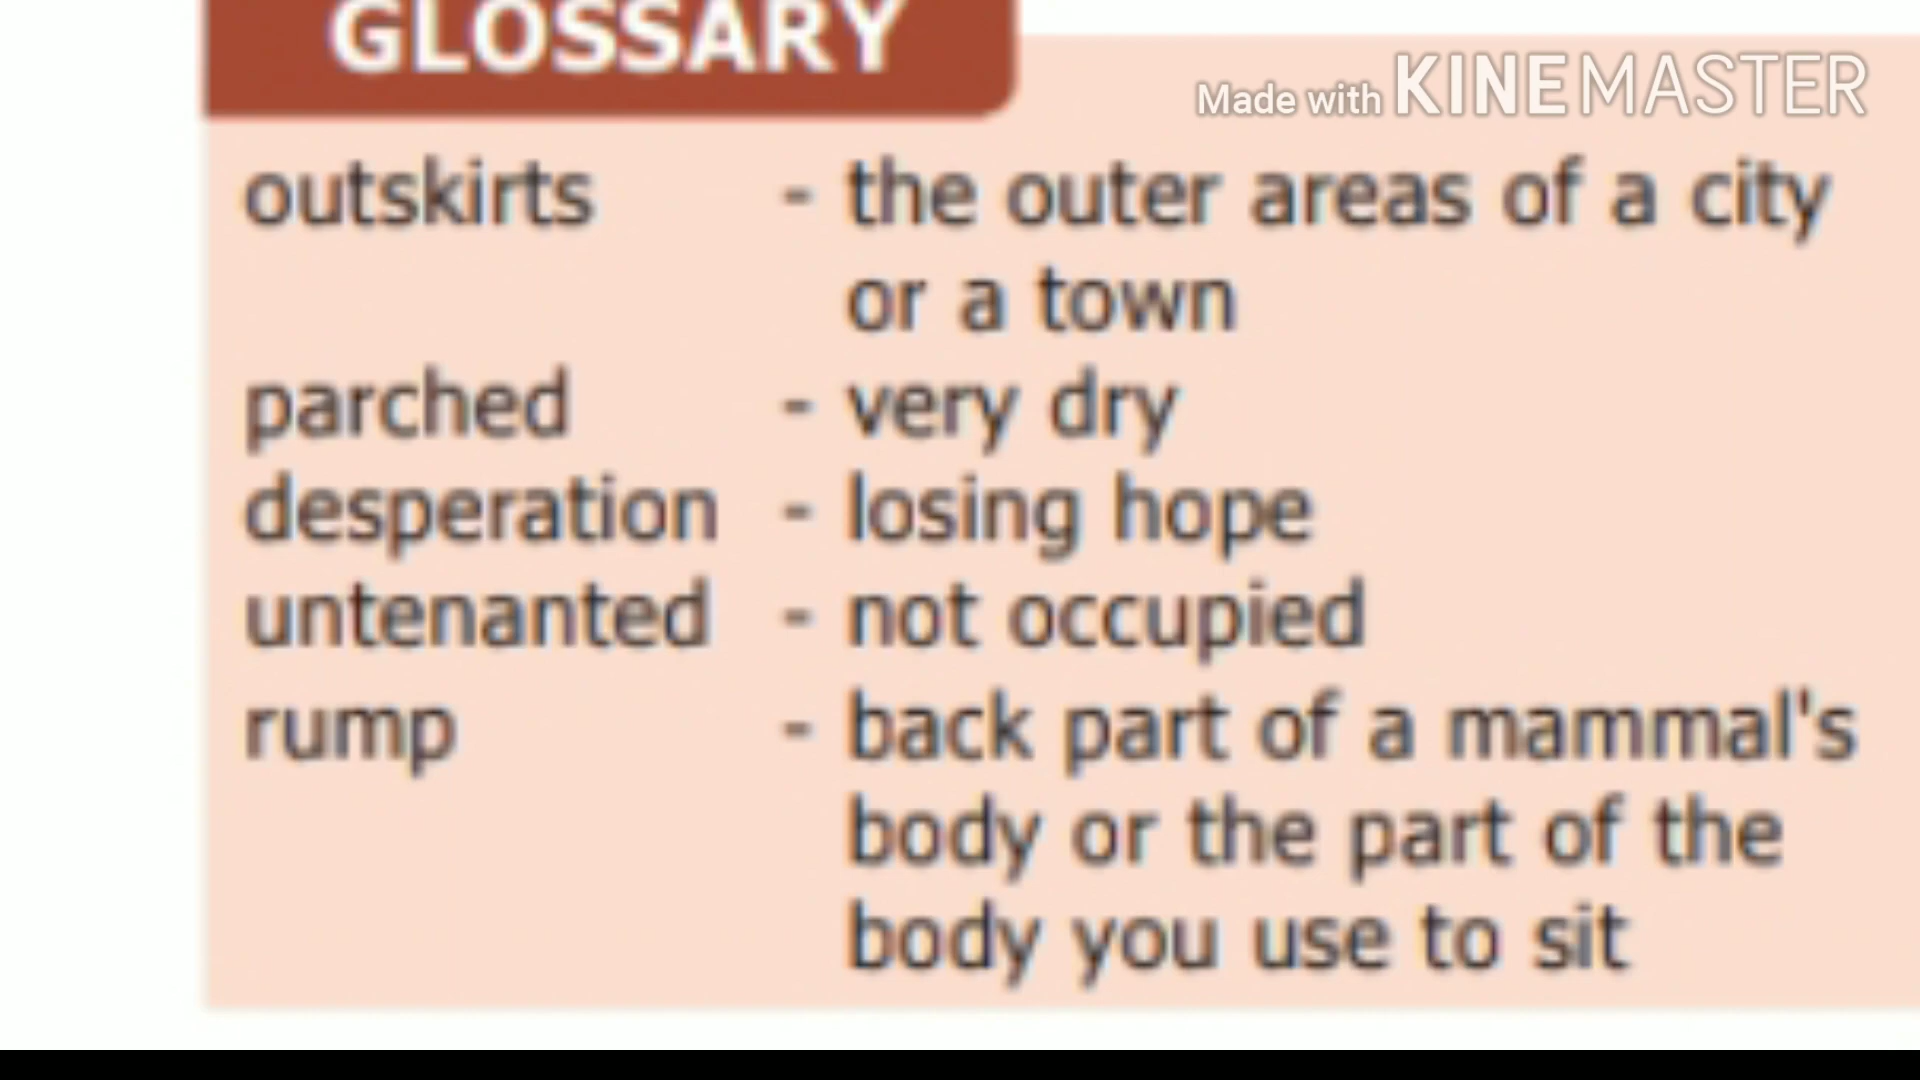 GLOSSARY
Made with KINEMASTER
outskirts - the outer areas of a city
or a town
parched - very dry
desperation - losing hope
untenanted - not occupied
rump - back part of a mammal's
body or the part of the
body you use to sit